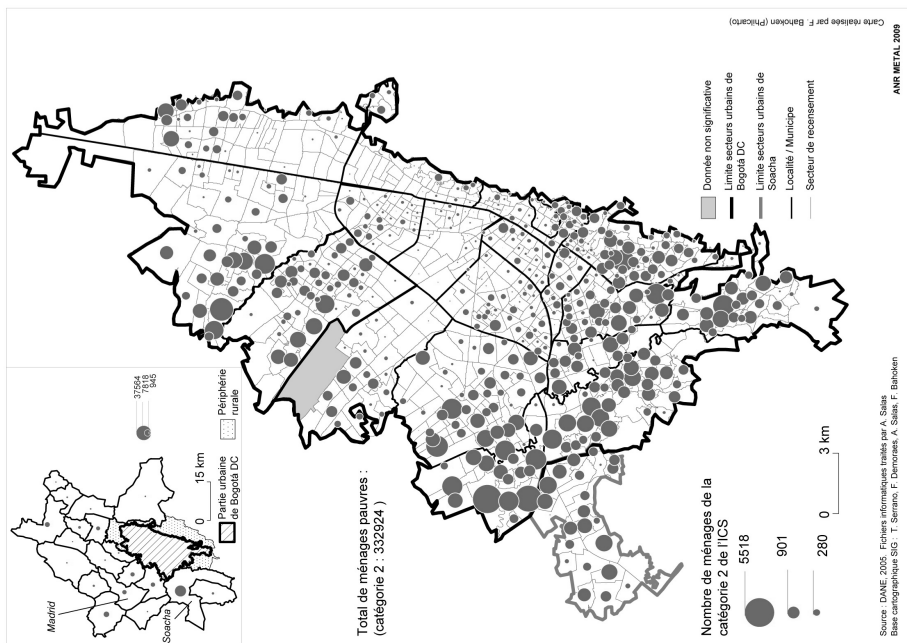 Carte réalisée par F. Bahoken (Philcarto)
ANR METAL 2009
Madrid
Soacha
0
15 km
37564
7818
945
Partie urbaine
de Bogotá DC
Périphérie
rurale
Total de ménages pauvres :
(catégorie 2 : 332924 )
Donnée non significative
Limite secteurs urbains de
Bogotá DC
Limite secteurs urbains de
Soacha
Localité / Municipe
Secteur de recensement
Nombre de ménages de la
catégorie 2 de l'ICS
5518
901
280
0
3 km
Source : DANE, 2005. Fichiers informatiques traités par A. Salas
Base cartographique SIG : T. Serrano, F. Demoraes, A. Salas, F. Bahoken